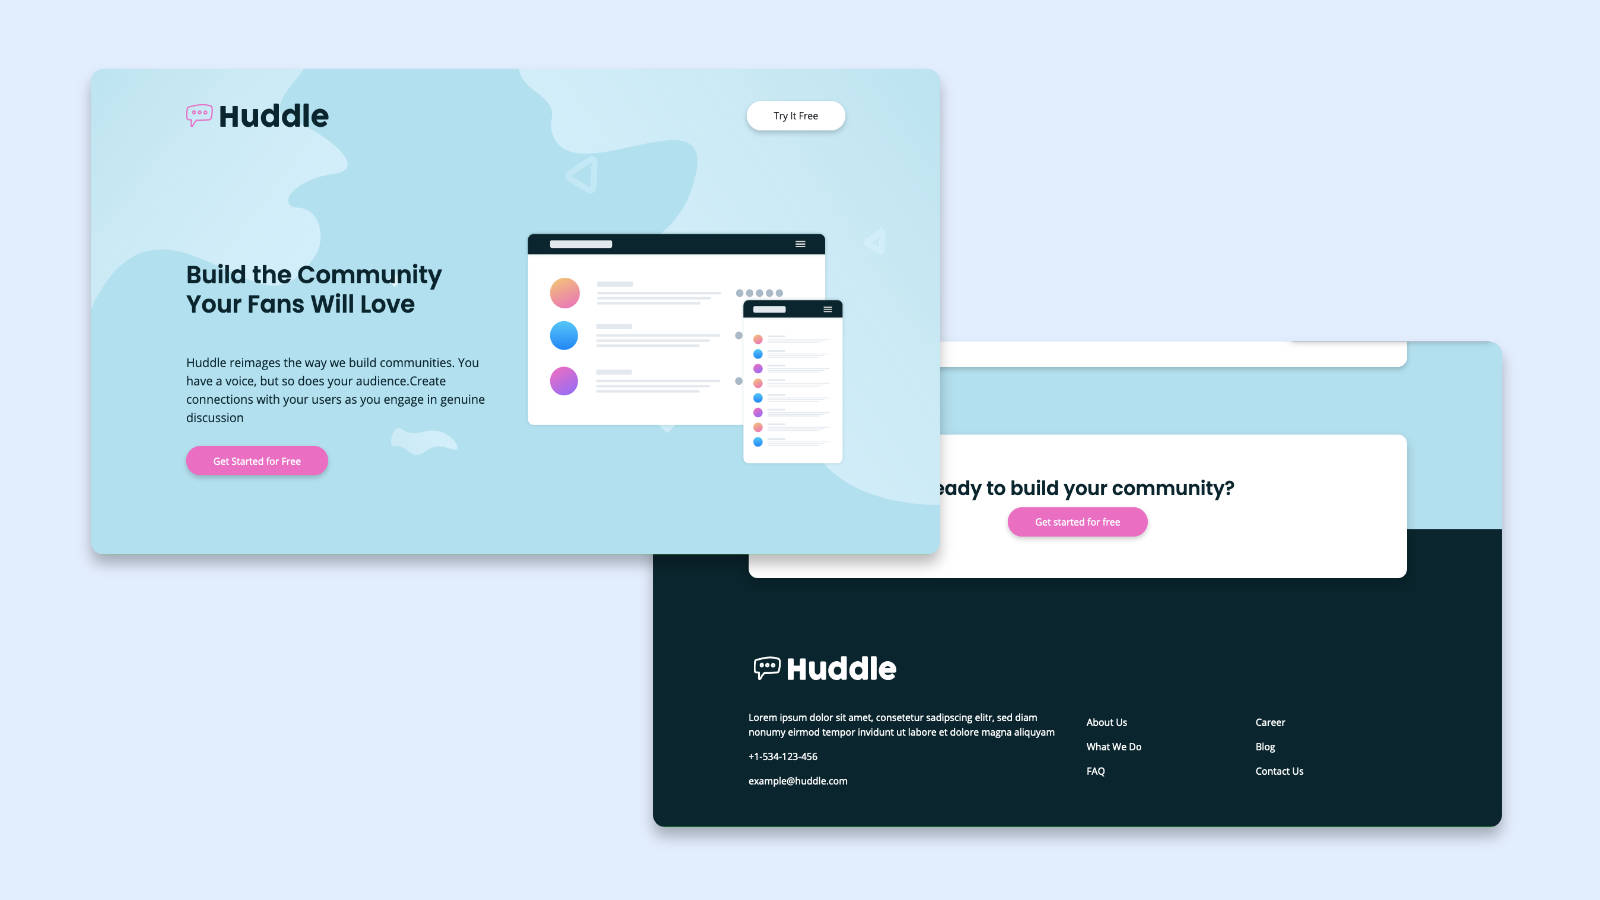 Huddle
Try It Free
Build the Community
Your Fans Will Love
Huddle reimages the way we build communities. You
have a voice, but so does your audience.Create
connections with your users as you engage in genuine
discussion
Get Started for Free
eady to build your community?
Get started for free
Huddle
Lorem ipsum dolor sit amet, consetetur sadipscing elitr, sed diam
nonumy eirmod tempor invidunt ut labore et dolore magna aliquyam
+1-534-123-456
example@huddle.com
About Us
What We Do
FAQ
Career
Blog
Contact Us